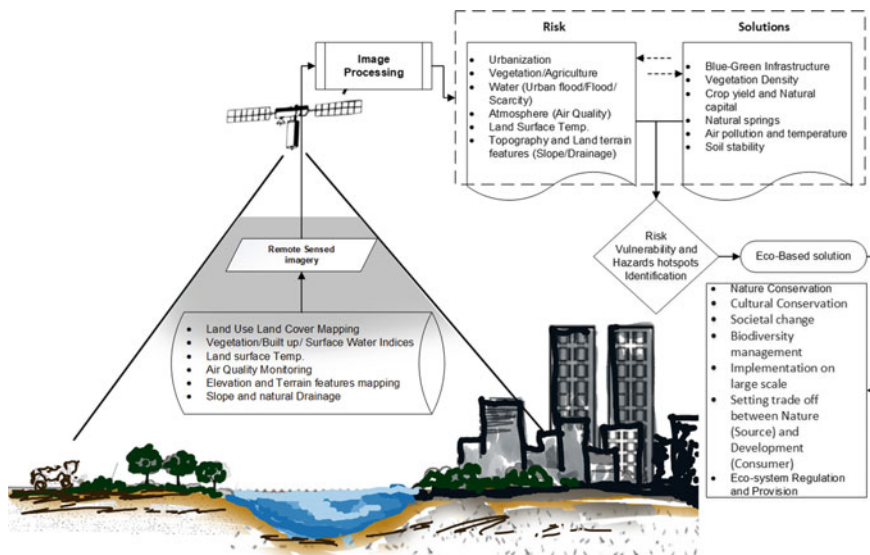 Image
Processing
Risk
Urbanization
Vegetation/Agriculture
Water (Urban flood/Flood/
Scarcity)
Atmosphere (Air Quality)
Land Surface Temp.
Topography and Land terrain
features (Slope/Drainage)
Solutions
Blue-Green Infrastructure
Vegetation Density
Crop yield and Natural
capital
Natural springs
Air pollution and temperature
Soil stability
Remote Sensed
imagery
Land Use Land Cover Mapping
Vegetation/Built up/ Surface Water Indices
Land surface Temp.
Air Quality Monitoring
Elevation and Terrain features mapping
Slope and natural Drainage
Risk
Vulnerability and
Hazards hotspots
Identification
Eco-Based solution
Nature Conservation
Cultural Conservation
Societal change
Biodiversity
management
Implementation on
large scale
Setting trade off
between Nature
(Source) and
Development
(Consumer)
Eco-system Regulation
and Provision